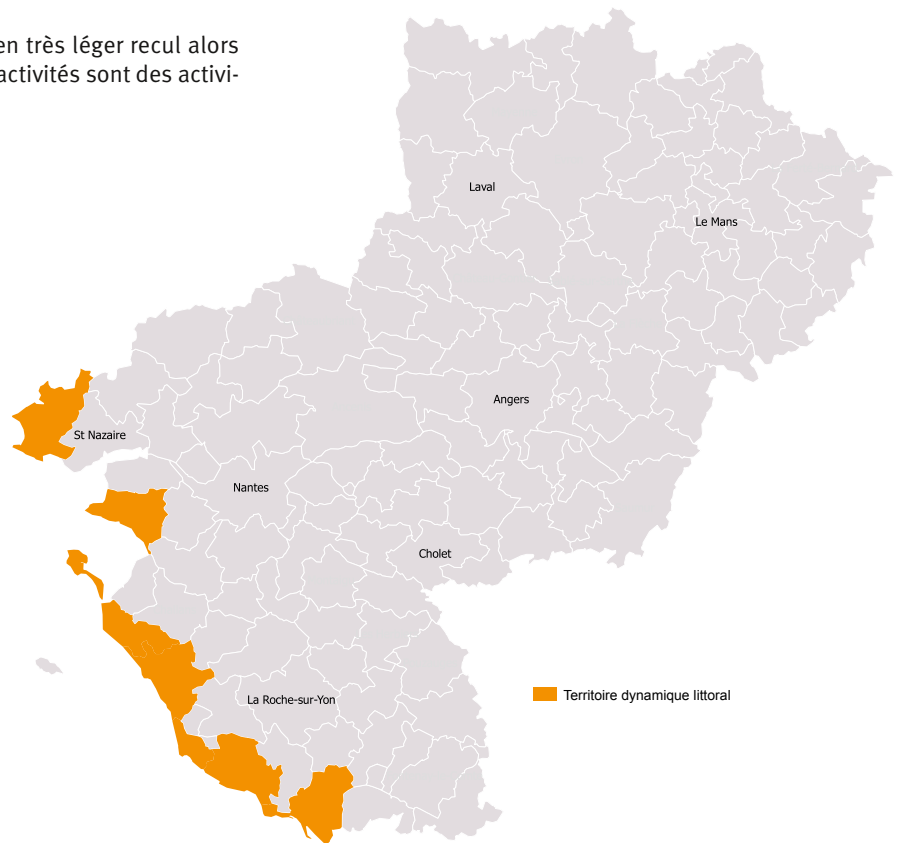 en très léger recul alors
activités sont des activi-
Laval
Le Mans
Angers
St Nazaire
Nantes
Cholet
La Roche-sur-Yon
Territoire dynamique littoral